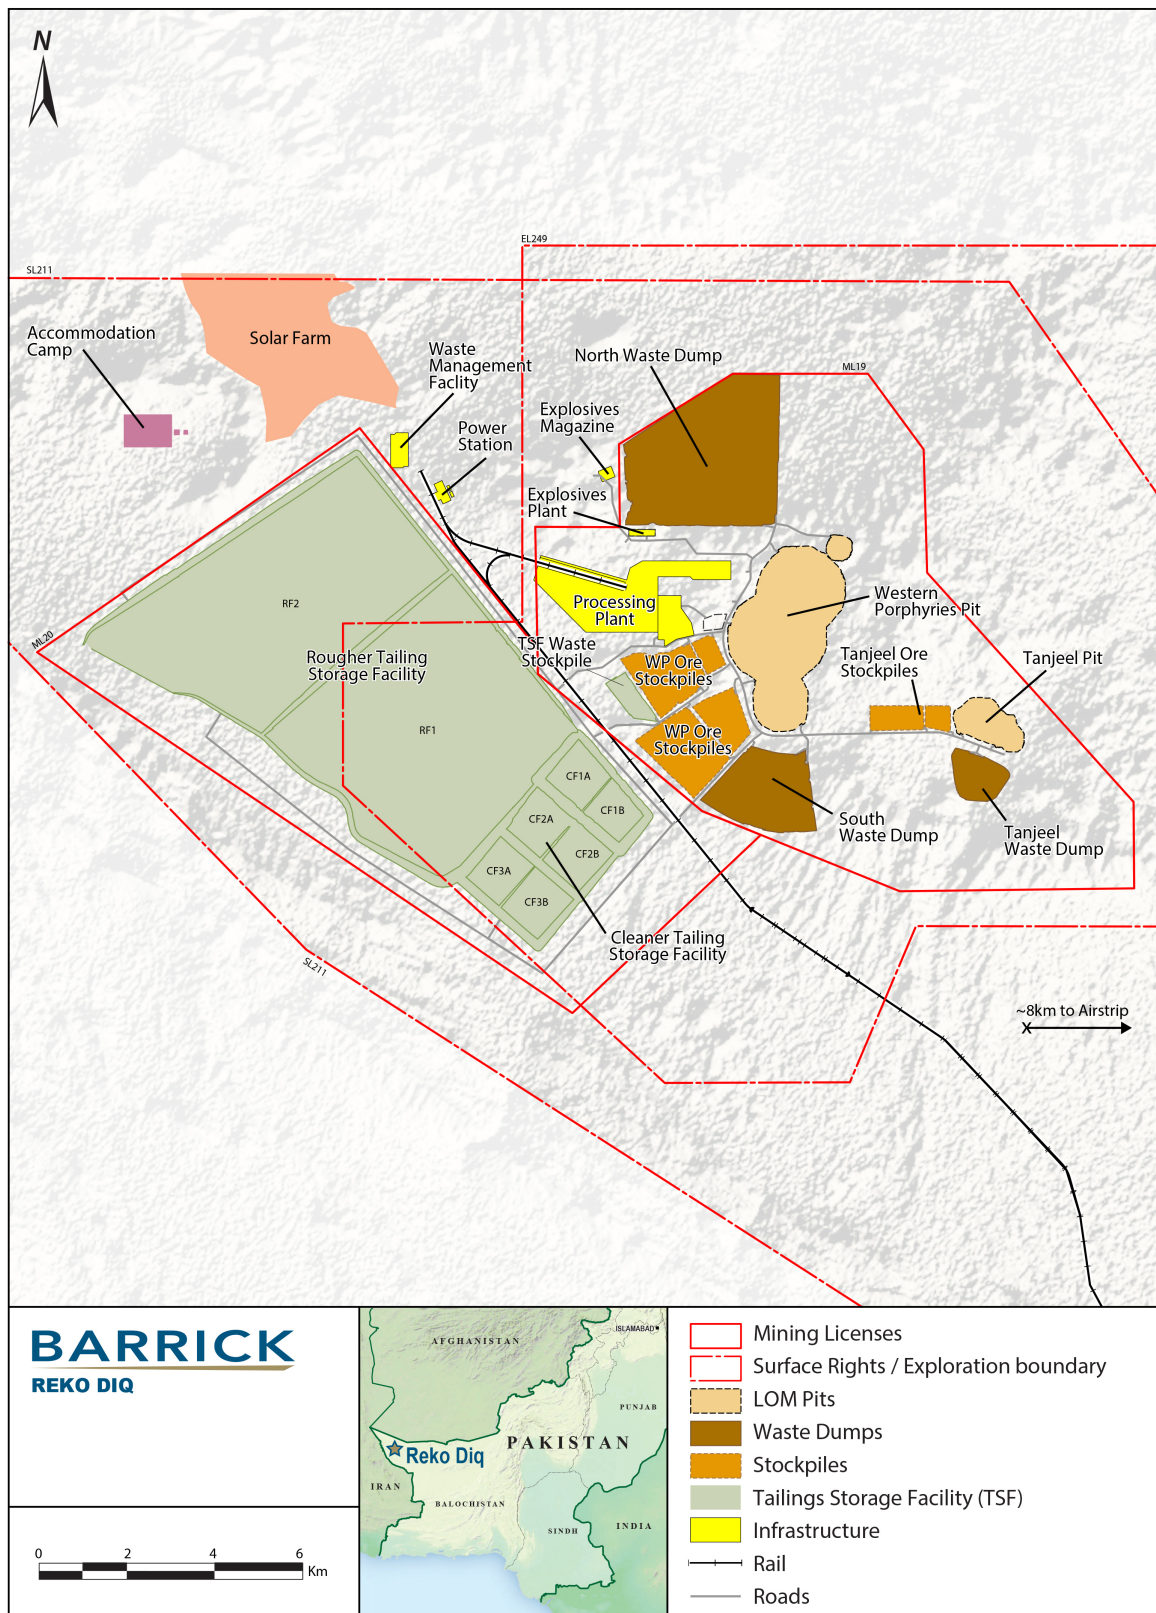 N
EL249
SL211
Accommodation
Camp
Solar Farm
Waste
Management
Facility
North Waste Dump
ML19
Explosives
Magazine
Power
Station
Explosives
Plant
RF2
Processing
Plant
Western
Porphyries Pit
ML20
TSF Waste
Stockpile
Rougher Tailing
Storage Facility
WP Ore
Stockpiles
Tanjeel Ore
Stockpiles
Tanjeel Pit
RF1
WP Ore
Stockpiles
CF1A
CF1B
CF2A
CF2B
CF3A
CF3B
South
Waste Dump
Tanjeel
Waste Dump
Cleaner Tailing
Storage Facility
SL211
~8km to Airstrip
X
BARRICK
REKO DIQ
0 2 4 6
Km
AFGHANISTAN
ISLAMABAD
PUNJAB
PAKISTAN
Reko Diq
IRAN
BALOCHISTAN
SINDH
INDIA
Mining Licenses
Surface Rights / Exploration boundary
LOM Pits
Waste Dumps
Stockpiles
Tailings Storage Facility (TSF)
Infrastructure
Rail
Roads